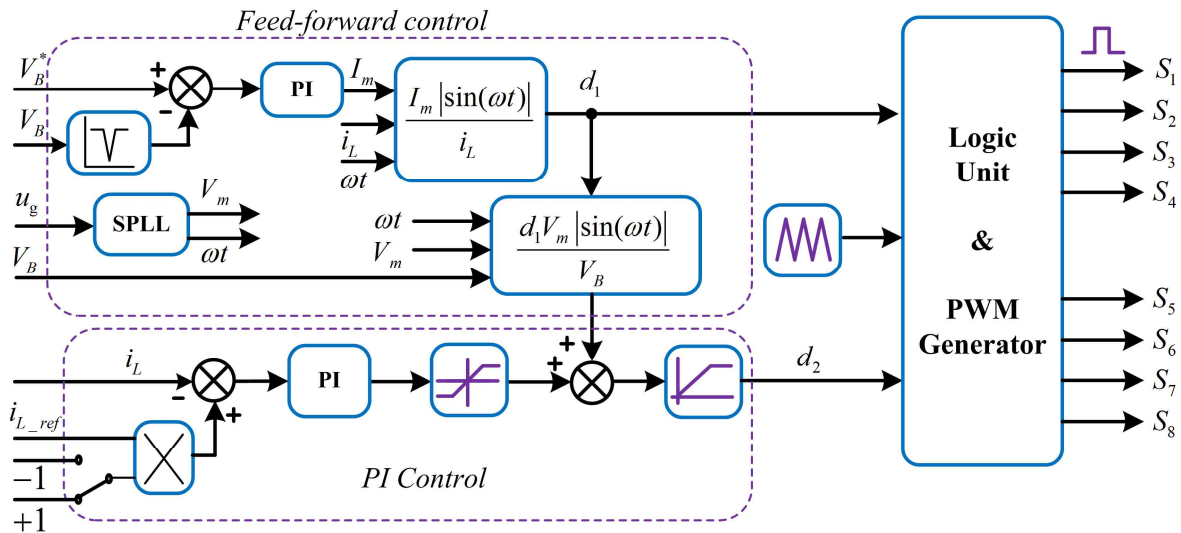 Feed-forward control
V_B^*
+
-
PI
I_m
i_L
ωt
I_m |sin(ωt)|
i_L
d_1
V_B
u_g
SPLL
V_m
ωt
V_B
ωt
V_m
d_1 V_m |sin(ωt)|
V_B
Logic
Unit
&
PWM
Generator
S_1
S_2
S_3
S_4
S_5
S_6
S_7
S_8
i_L
-
+
PI
+
+
d_2
i_{L_ref}
-1
+1
PI Control